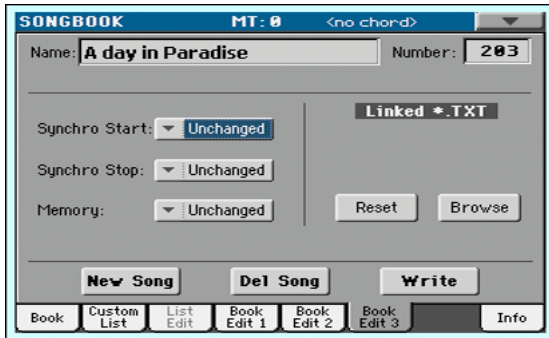 SONGBOOK MT: 0 <no chord>
Name: A day in Paradise Number: 203
Linked *.TXT
Synchro Start: Unchanged
Synchro Stop: Unchanged
Memory: Unchanged
Reset Browse
New Song Del Song Write
Book Custom List List Edit Book Edit 1 Book Edit 2 Book Edit 3 Info